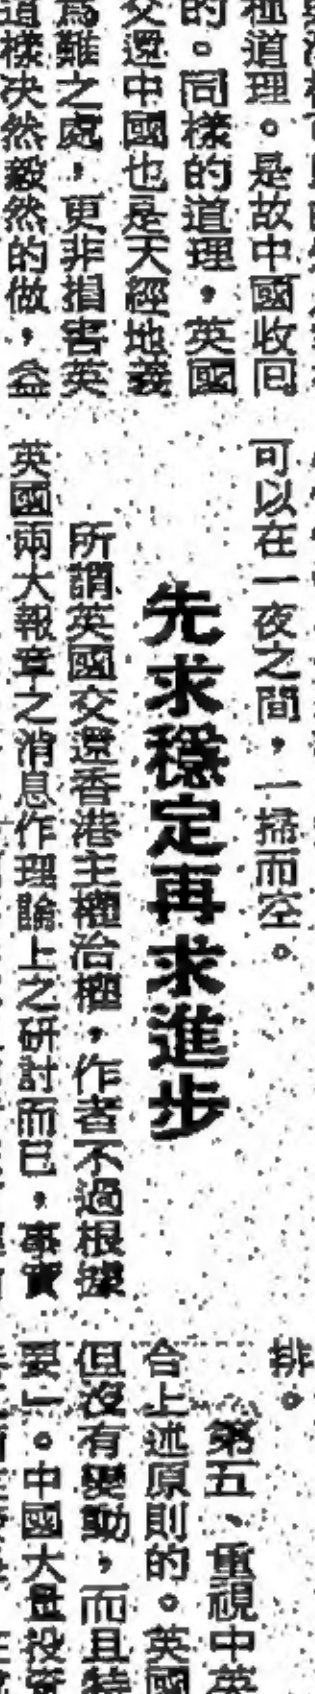 極道理。是故中國收回
的。同樣的道理，英國
交還中國也是天經地義
爲難之處，更非損害英
道樣決然毅然的做，益
可以在一夜之間，一掃而空。
先求穩定再求進步
所謂英國交還香港主權治權，作者不過根據
英國兩大報章之消息作理論上之研討而已，事實
排。
第五、重視中英
合上述原則的。英國
但沒有變動，而且特
要」。中國大量投資